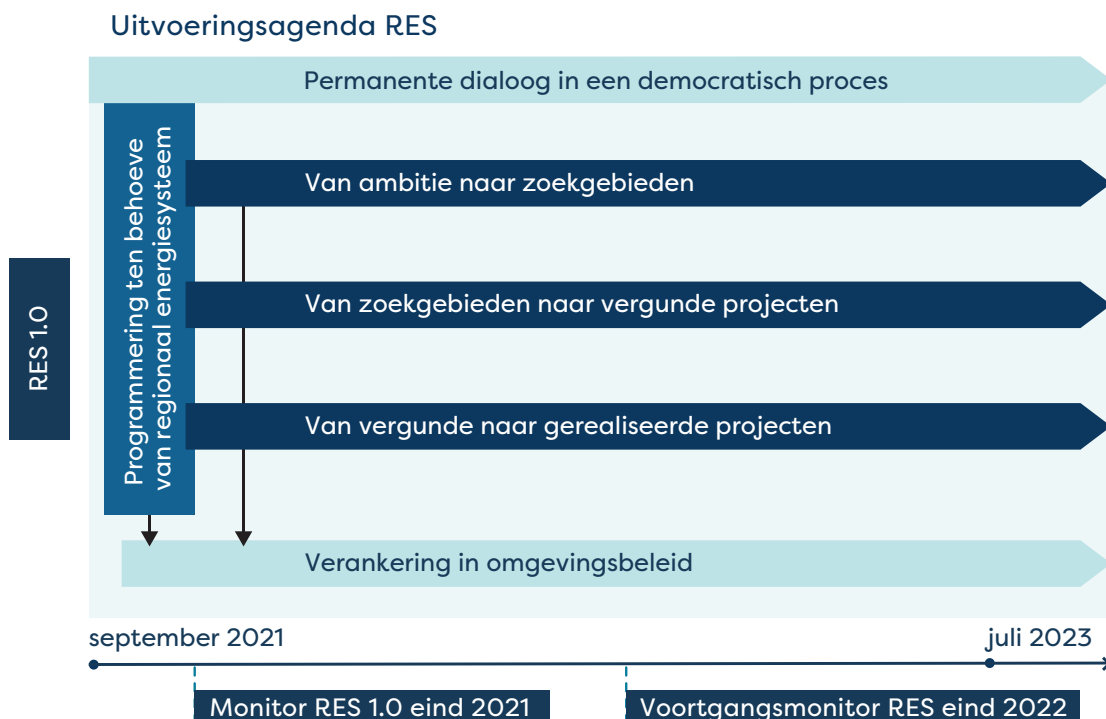 Uitvoeringsagenda RES
Permanente dialoog in een democratisch proces
RES 1.0
Programmering ten behoeve
van regionaal energiesysteem
Van ambitie naar zoekgebieden
Van zoekgebieden naar vergunde projecten
Van vergunde naar gerealiseerde projecten
Verankering in omgevingsbeleid
september 2021
juli 2023
Monitor RES 1.0 eind 2021
Voortgangsmonitor RES eind 2022